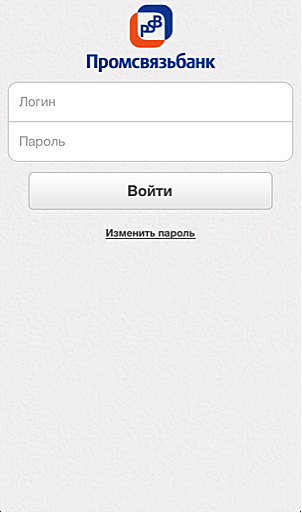 PSB
Промсвязьбанк
Логин
Пароль
Войти
Изменить пароль